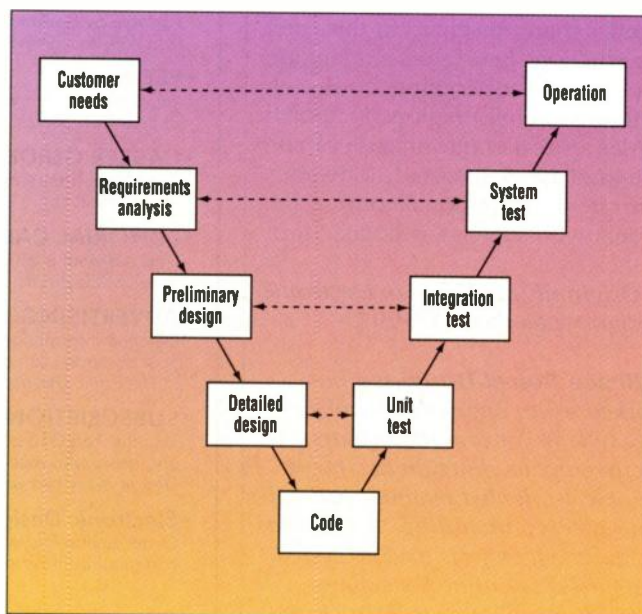 Customer
needs
Operation
Requirements
analysis
System
test
Preliminary
design
Integration
test
Detailed
design
Unit
test
Code